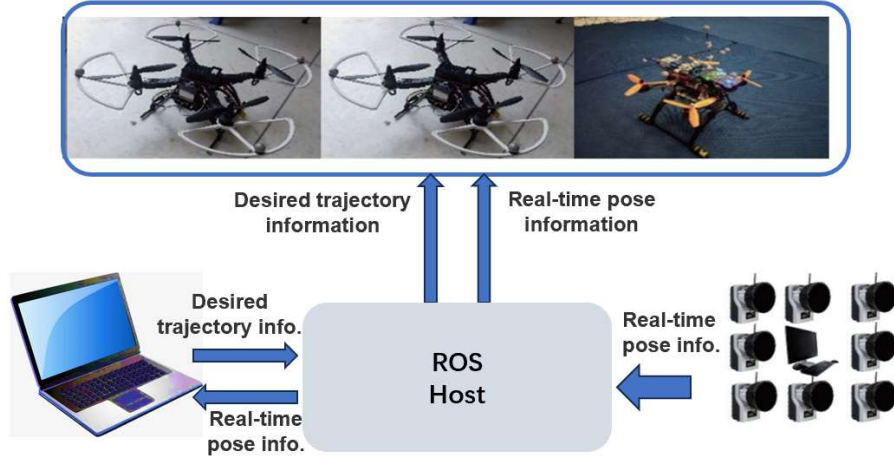 Desired trajectory
information
Real-time pose
information
Desired
trajectory info.
Real-time
pose info.
ROS
Host
Real-time
pose info.